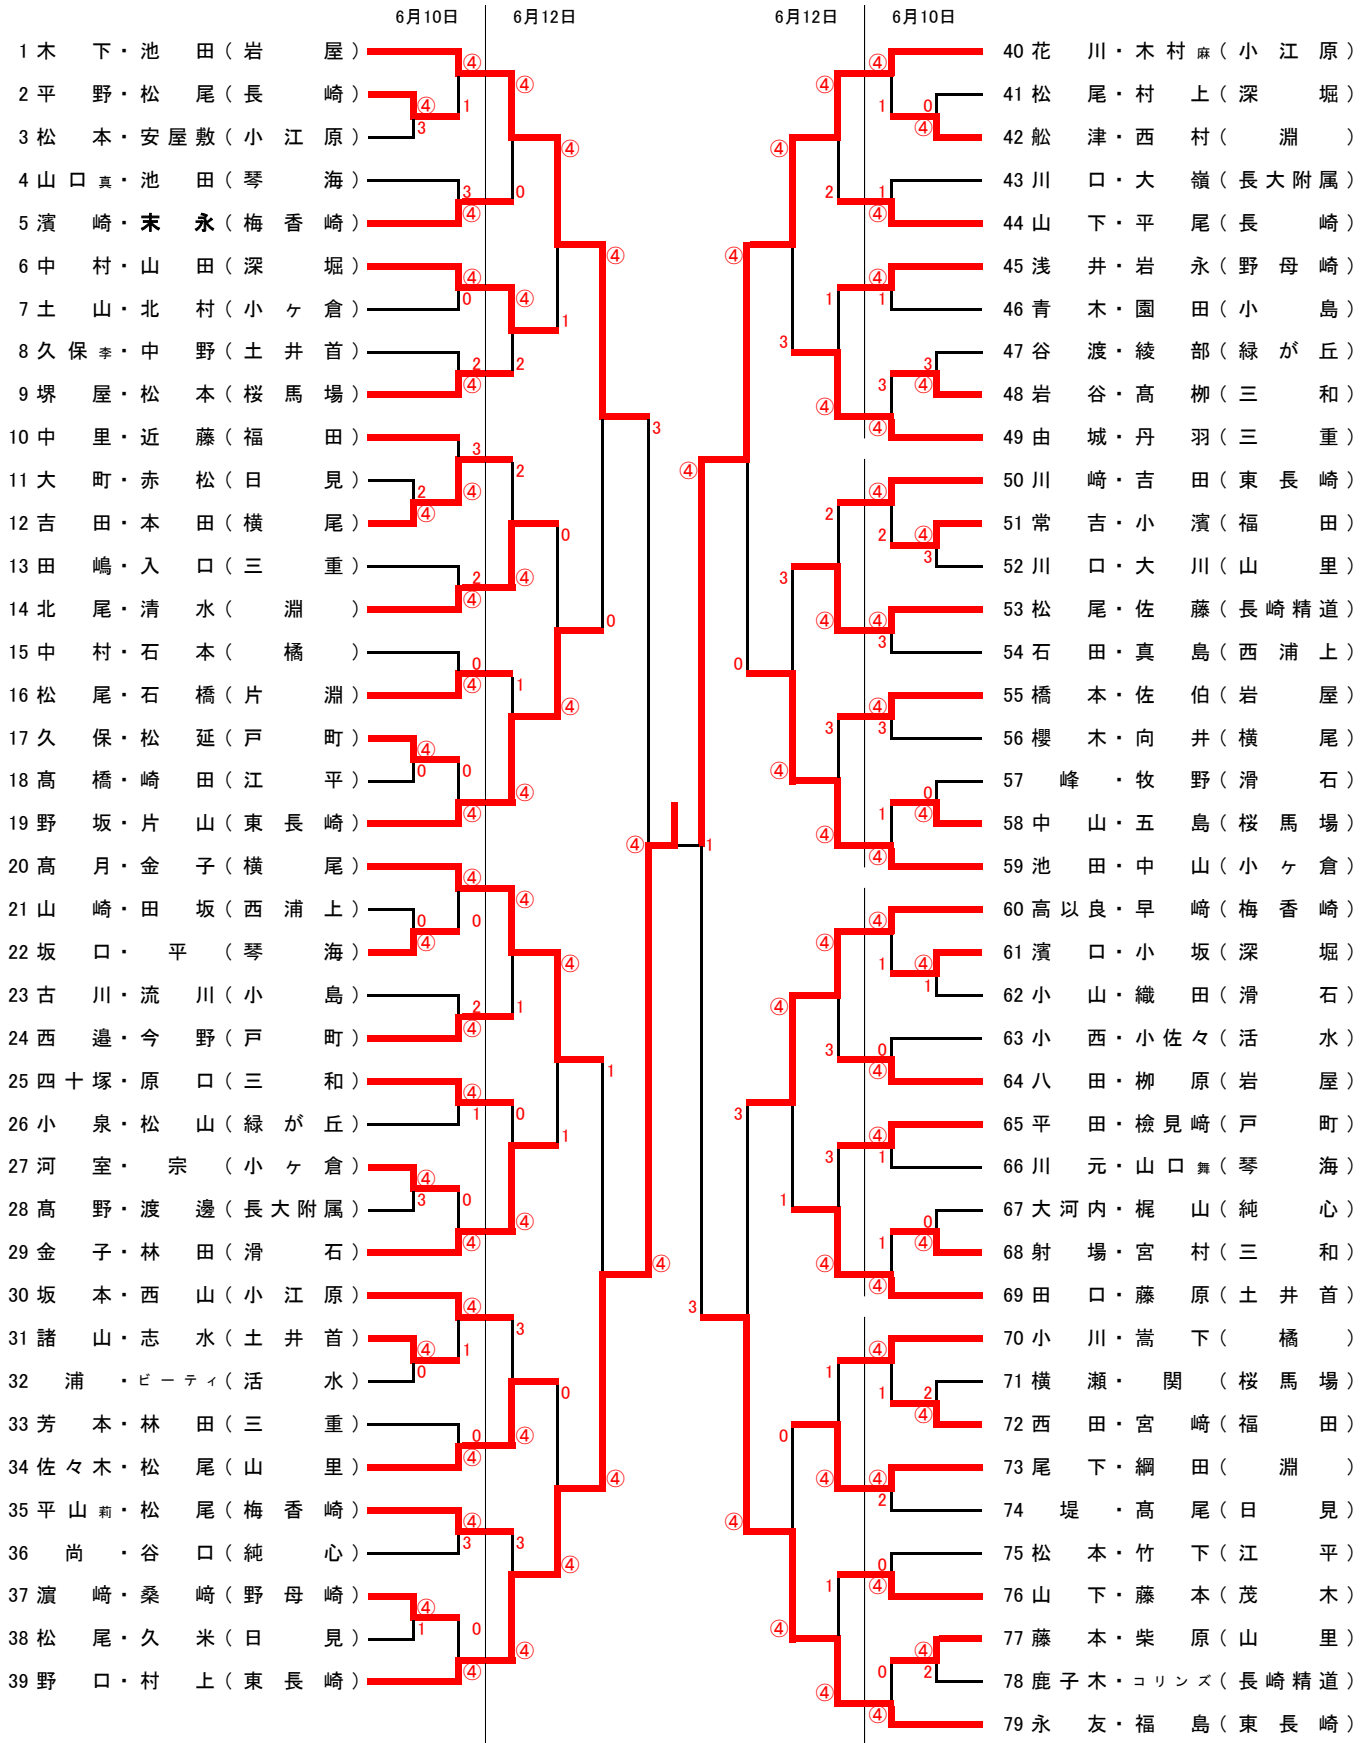 6月10日 6月12日 6月12日 6月10日
1 木下・池田(岩屋)
2 平野・松尾(長崎)
3 松本・安屋敷(小江原)
4 山口真・池田(琴海)
5 濱崎・末永(梅香崎)
6 中村・山田(深堀)
7 土山・北村(小ヶ倉)
8 久保李・中野(土井首)
9 堺屋・松本(桜馬場)
10 中里・近藤(福田)
11 大町・赤松(日見)
12 吉田・本田(横尾)
13 田嶋・入口(三重)
14 北尾・清水(淵)
15 中村・石本(橘)
16 松尾・石橋(片淵)
17 久保・松延(戸町)
18 髙橋・崎田(江平)
19 野坂・片山(東長崎)
20 髙月・金子(横尾)
21 山崎・田坂(西浦上)
22 坂口・平(琴海)
23 古川・流川(小島)
24 西邉・今野(戸町)
25 四十塚・原口(三和)
26 小泉・松山(緑が丘)
27 河室・宗(小ヶ倉)
28 髙野・渡邊(長大附属)
29 金子・林田(滑石)
30 坂本・西山(小江原)
31 諸山・志水(土井首)
32 浦・ビーティ(活水)
33 芳本・林田(三重)
34 佐々木・松尾(山里)
35 平山莉・松尾(梅香崎)
36 尚・谷口(純心)
37 濵﨑・桑﨑(野母崎)
38 松尾・久米(日見)
39 野口・村上(東長崎)
40 花川・木村麻(小江原)
41 松尾・村上(深堀)
42 舩津・西村(淵)
43 川口・大嶺(長大附属)
44 山下・平尾(長崎)
45 浅井・岩永(野母崎)
46 青木・園田(小島)
47 谷渡・綾部(緑が丘)
48 岩谷・髙栁(三和)
49 由城・丹羽(三重)
50 川﨑・吉田(東長崎)
51 常吉・小濱(福田)
52 川口・大川(山里)
53 松尾・佐藤(長崎精道)
54 石田・真島(西浦上)
55 橋本・佐伯(岩屋)
56 櫻木・向井(横尾)
57 峰・牧野(滑石)
58 中山・五島(桜馬場)
59 池田・中山(小ヶ倉)
60 高以良・早﨑(梅香崎)
61 濱口・小坂(深堀)
62 小山・織田(滑石)
63 小西・小佐々(活水)
64 八田・栁原(岩屋)
65 平田・檢見﨑(戸町)
66 川元・山口舞(琴海)
67 大河内・梶山(純心)
68 射場・宮村(三和)
69 田口・藤原(土井首)
70 小川・嵩下(橘)
71 横瀬・関(桜馬場)
72 西田・宮﨑(福田)
73 尾下・綱田(淵)
74 堤・髙尾(日見)
75 松本・竹下(江平)
76 山下・藤本(茂木)
77 藤本・柴原(山里)
78 鹿子木・コリンズ(長崎精道)
79 永友・福島(東長崎)